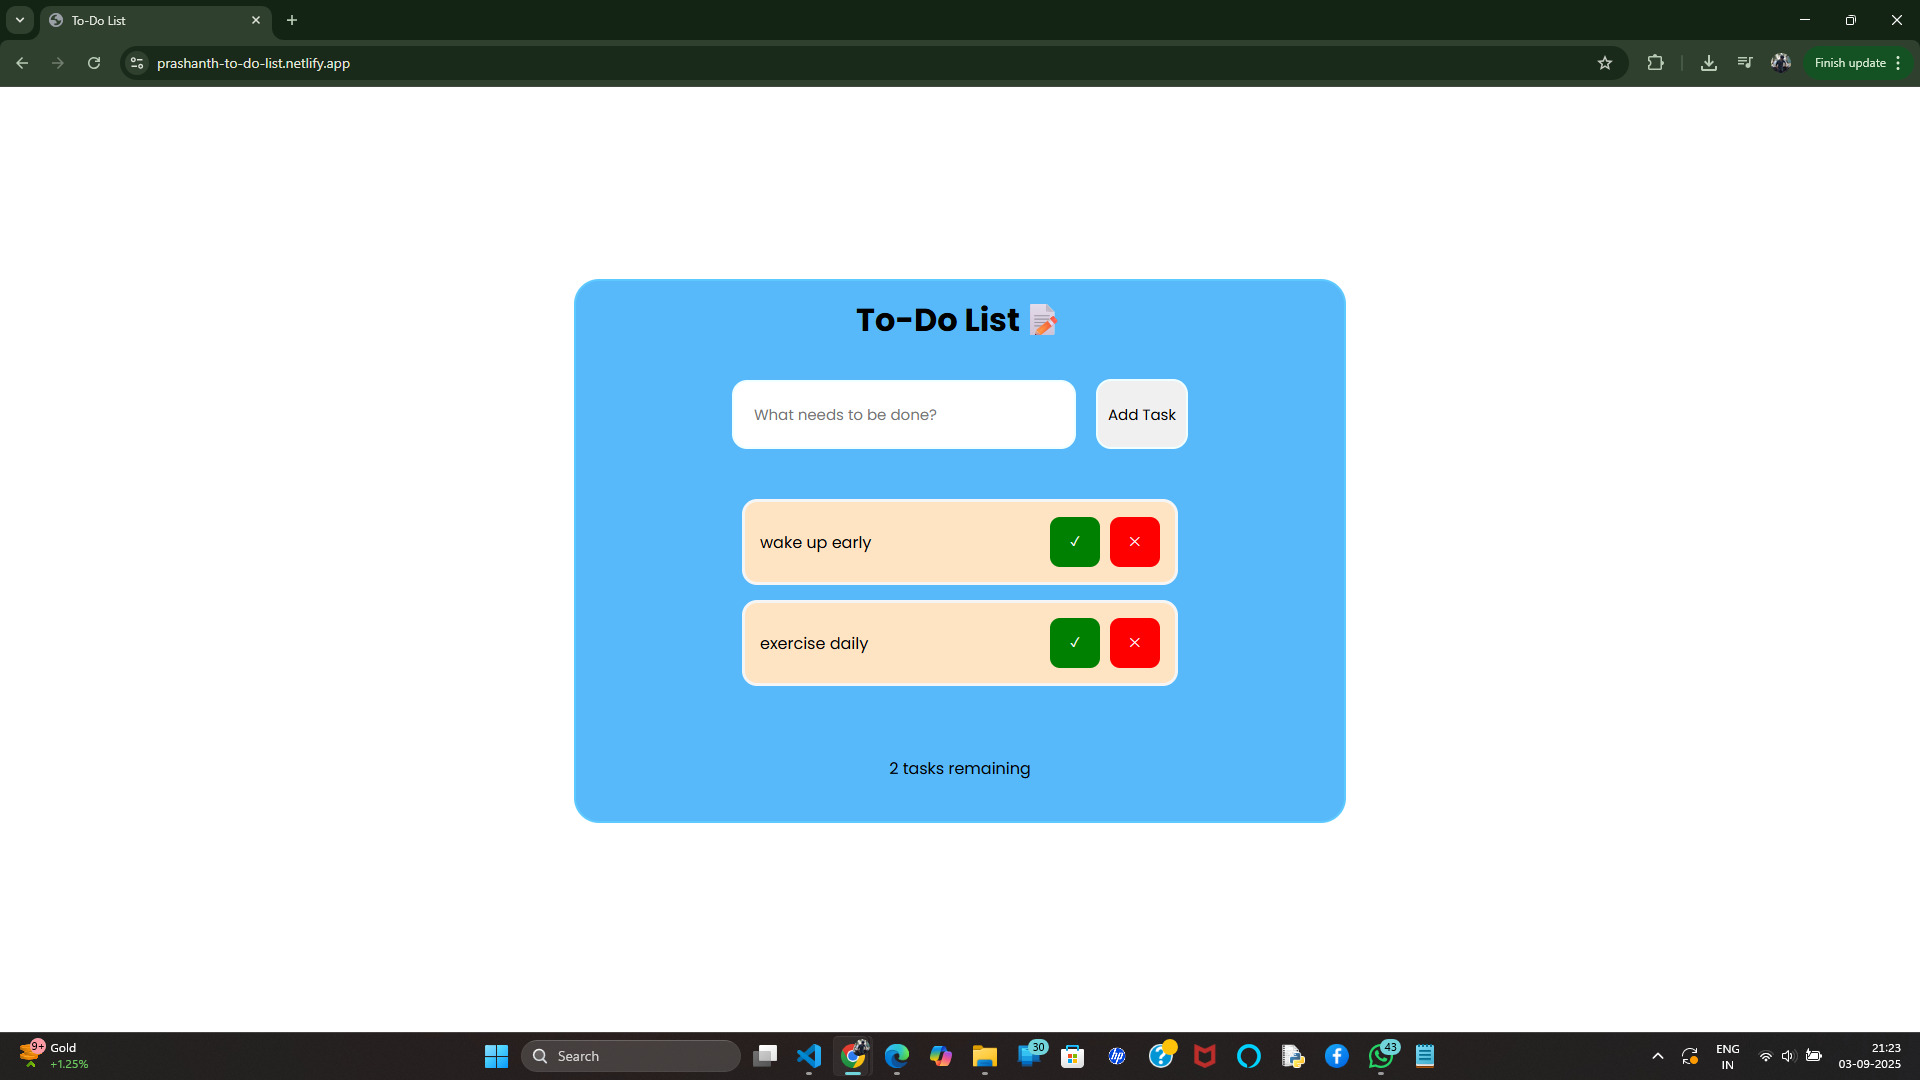 To-Do List
prashanth-to-do-list.netlify.app
Finish update
To-Do List 📝
What needs to be done?
Add Task
wake up early
✓
✕
exercise daily
✓
✕
2 tasks remaining
9+
Gold
+1.25%
Search
30
hp
43
ENG
IN
21:23
03-09-2025